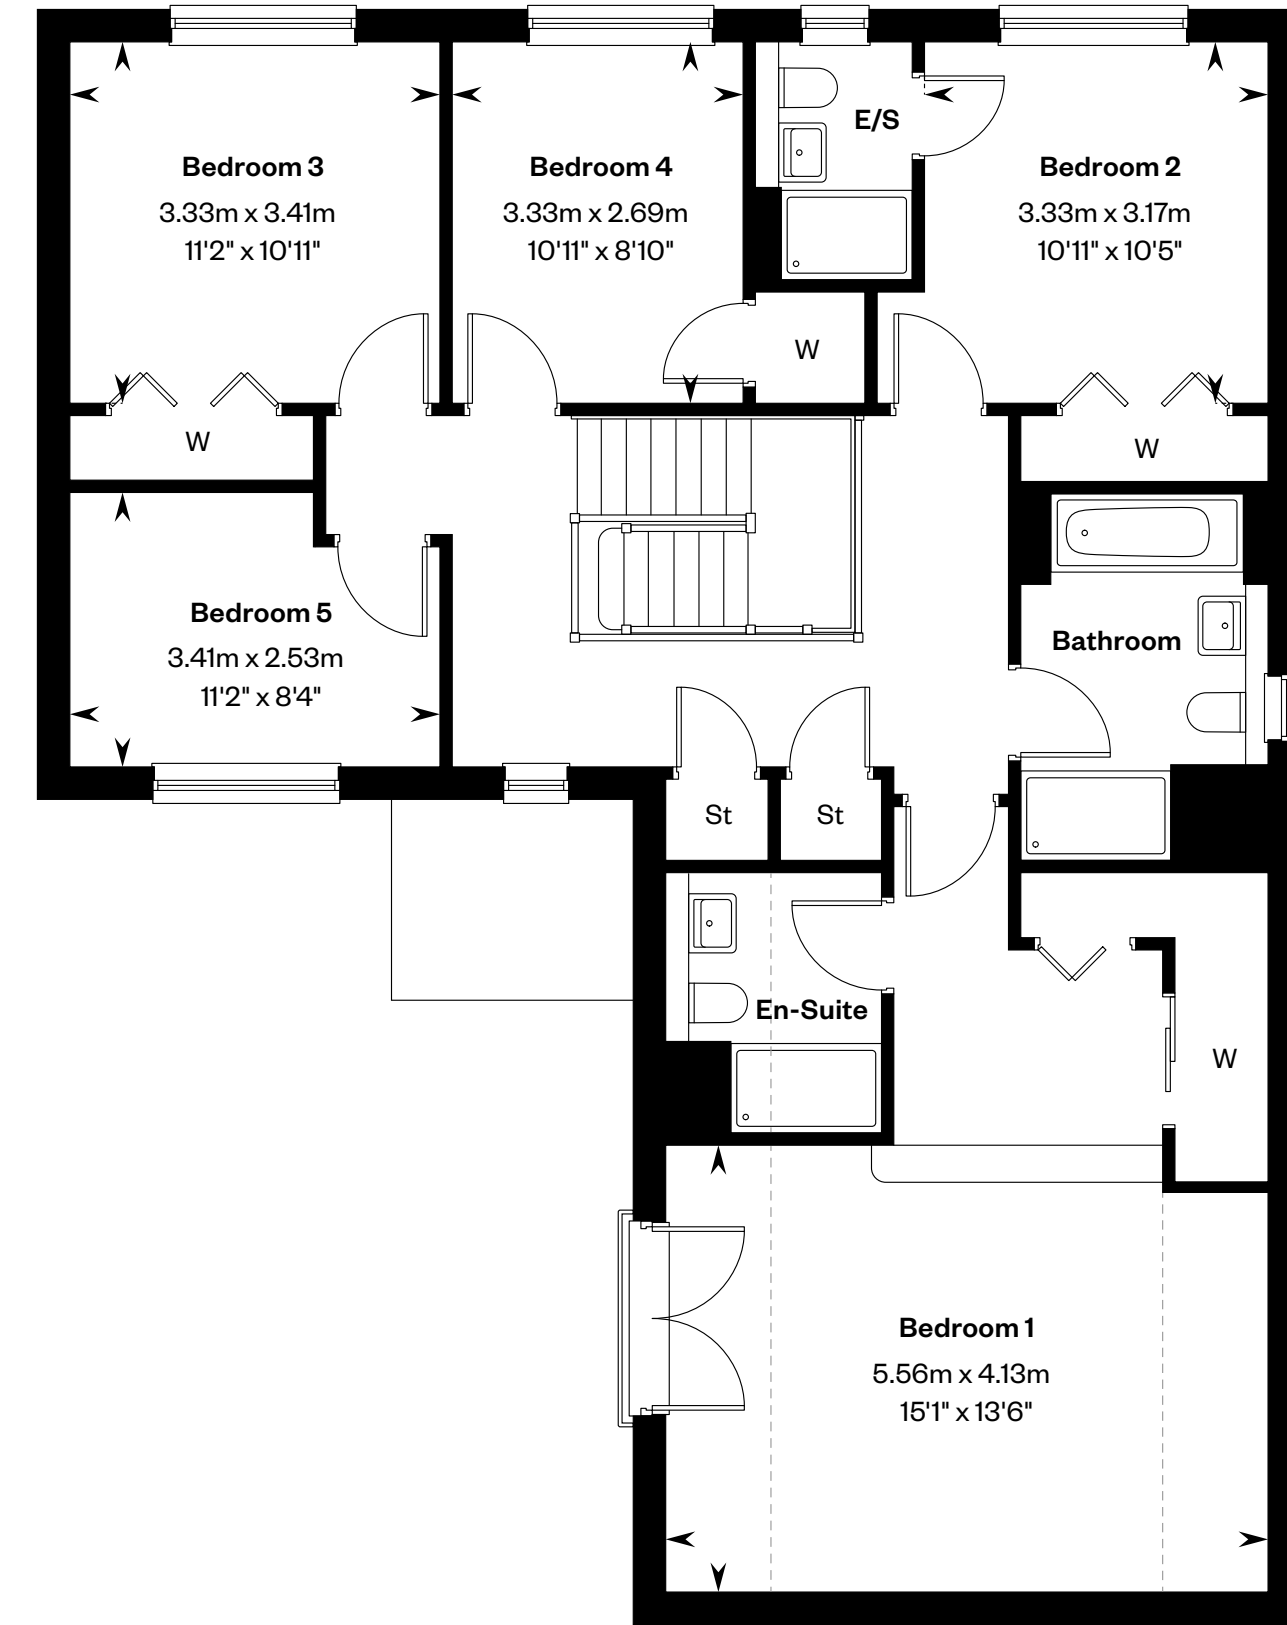 Bedroom 3
3.33m x 3.41m
11'2" x 10'11"
Bedroom 4
3.33m x 2.69m
10'11" x 8'10"
E/S
Bedroom 2
3.33m x 3.17m
10'11" x 10'5"
W
W
W
Bedroom 5
3.41m x 2.53m
11'2" x 8'4"
Bathroom
St
St
En-Suite
W
Bedroom 1
5.56m x 4.13m
15'1" x 13'6"